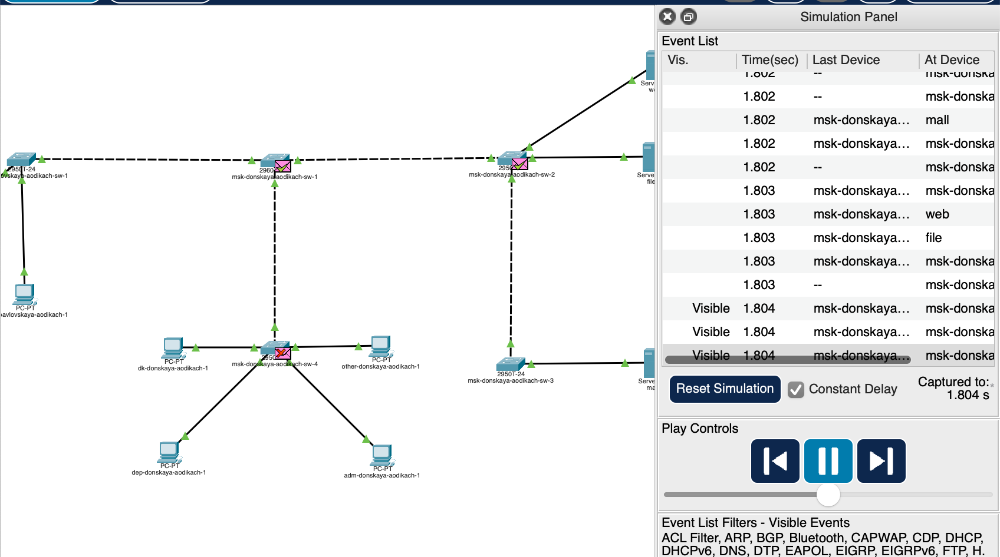 Simulation Panel
Event List
Vis. Time(sec) Last Device At Device
1.802 -- msk-donska
1.802 -- msk-donska
1.802 msk-donskaya... mall
1.802 msk-donskaya... msk-donska
1.802 -- msk-donska
1.803 msk-donskaya... msk-donska
1.803 msk-donskaya... web
1.803 msk-donskaya... file
1.803 msk-donskaya... msk-donska
1.803 -- msk-donska
Visible 1.804 msk-donskaya... msk-donska
Visible 1.804 msk-donskaya... msk-donska
Visible 1.804 msk-donskaya... msk-donska
Reset Simulation Constant Delay Captured to:*
1.804 s
Play Controls
Event List Filters - Visible Events
ACL Filter, ARP, BGP, Bluetooth, CAPWAP, CDP, DHCP,
DHCPv6, DNS, DTP, EAPOL, EIGRP, EIGRPv6, FTP, H.
Serv
w
2950T-24
ovskaya-aodikach-sw-1
2960
msk-donskaya-aodikach-sw-1
2950
msk-donskaya-aodikach-sw-2
Serve
file
PC-PT
pavlovskaya-aodikach-1
PC-PT
dk-donskaya-aodikach-1
2950
msk-donskaya-aodikach-sw-4
PC-PT
other-donskaya-aodikach-1
2950T-24
msk-donskaya-aodikach-sw-3
Serve
ma
PC-PT
dep-donskaya-aodikach-1
PC-PT
adm-donskaya-aodikach-1